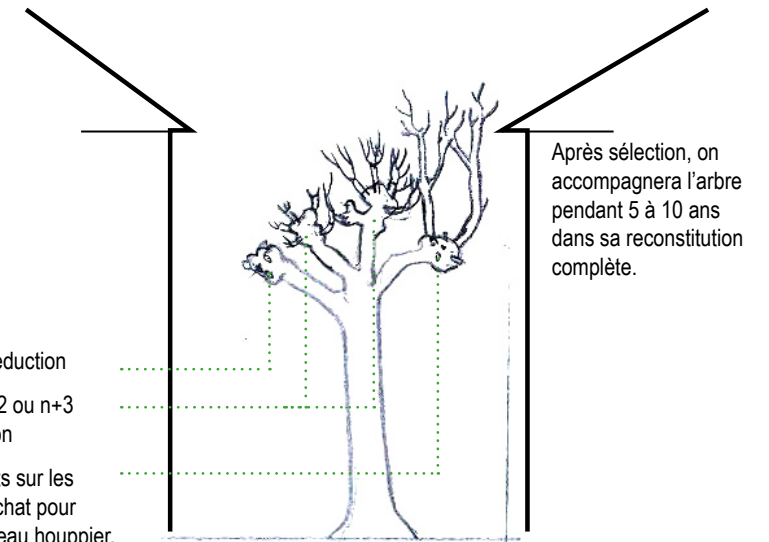 Après sélection, on
accompagnera l’arbre
pendant 5 à 10 ans
dans sa reconstitution
complète.
éduction
2 ou n+3
on
s sur les
chat pour
eau houppier.